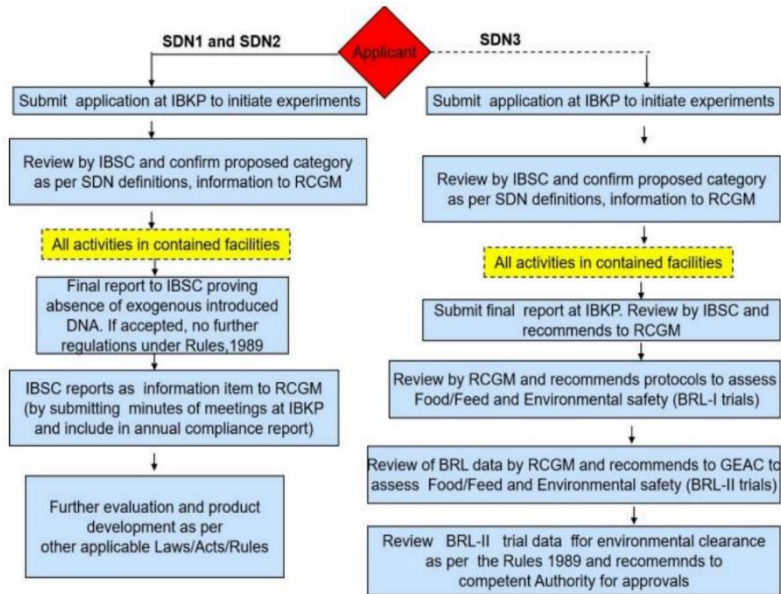 SDN1 and SDN2
Applicant
SDN3
Submit application at IBKP to initiate experiments
Review by IBSC and confirm proposed category
as per SDN definitions, information to RCGM
All activities in contained facilities
Final report to IBSC proving
absence of exogenous introduced
DNA. If accepted, no further
regulations under Rules,1989
IBSC reports as information item to RCGM
(by submitting minutes of meetings at IBKP
and include in annual compliance report)
Further evaluation and product
development as per
other applicable Laws/Acts/Rules
Submit application at IBKP to initiate experiments
Review by IBSC and confirm proposed category
as per SDN definitions, information to RCGM
All activities in contained facilities
Submit final report at IBKP. Review by IBSC and
recommends to RCGM
Review by RCGM and recommends protocols to assess
Food/Feed and Environmental safety (BRL-I trials)
Review of BRL data by RCGM and recommends to GEAC to
assess Food/Feed and Environmental safety (BRL-II trials)
Review BRL-II trial data ffor environmental clearance
as per the Rules 1989 and recomemnds to
competent Authority for approvals